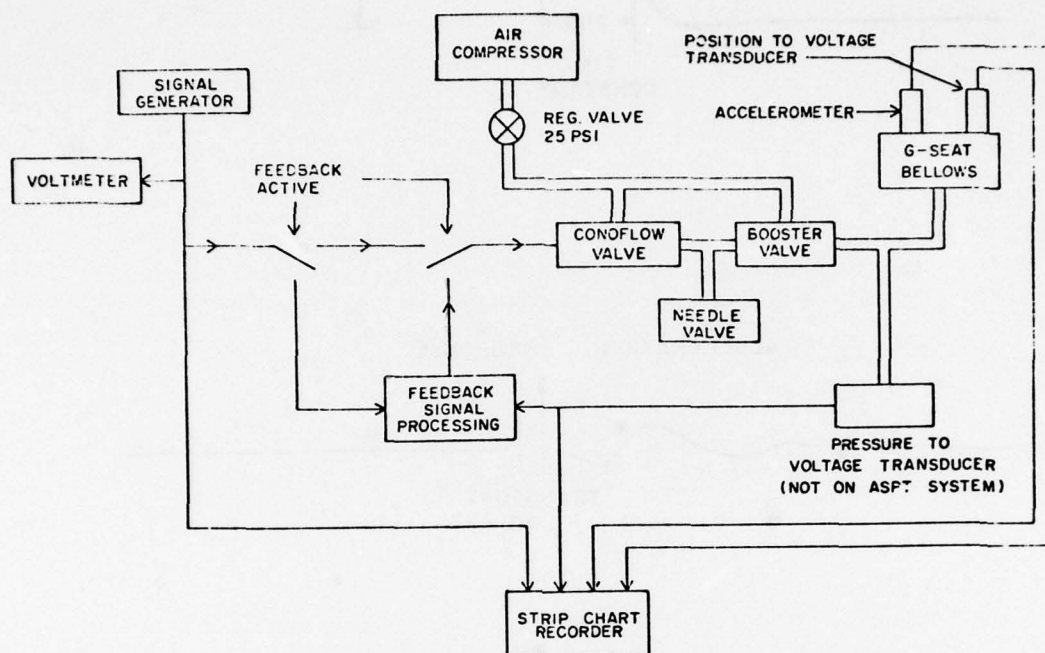 AIR
COMPRESSOR
POSITION TO VOLTAGE
TRANSDUCER
SIGNAL
GENERATOR
REG. VALVE
25 PSI
ACCELEROMETER
G-SEAT
BELLOWS
VOLTMETER
FEEDBACK
ACTIVE
CONOFLOW
VALVE
BOOSTER
VALVE
NEEDLE
VALVE
FEEDBACK
SIGNAL
PROCESSING
PRESSURE TO
VOLTAGE TRANSDUCER
(NOT ON ASPT SYSTEM)
STRIP CHART
RECORDER